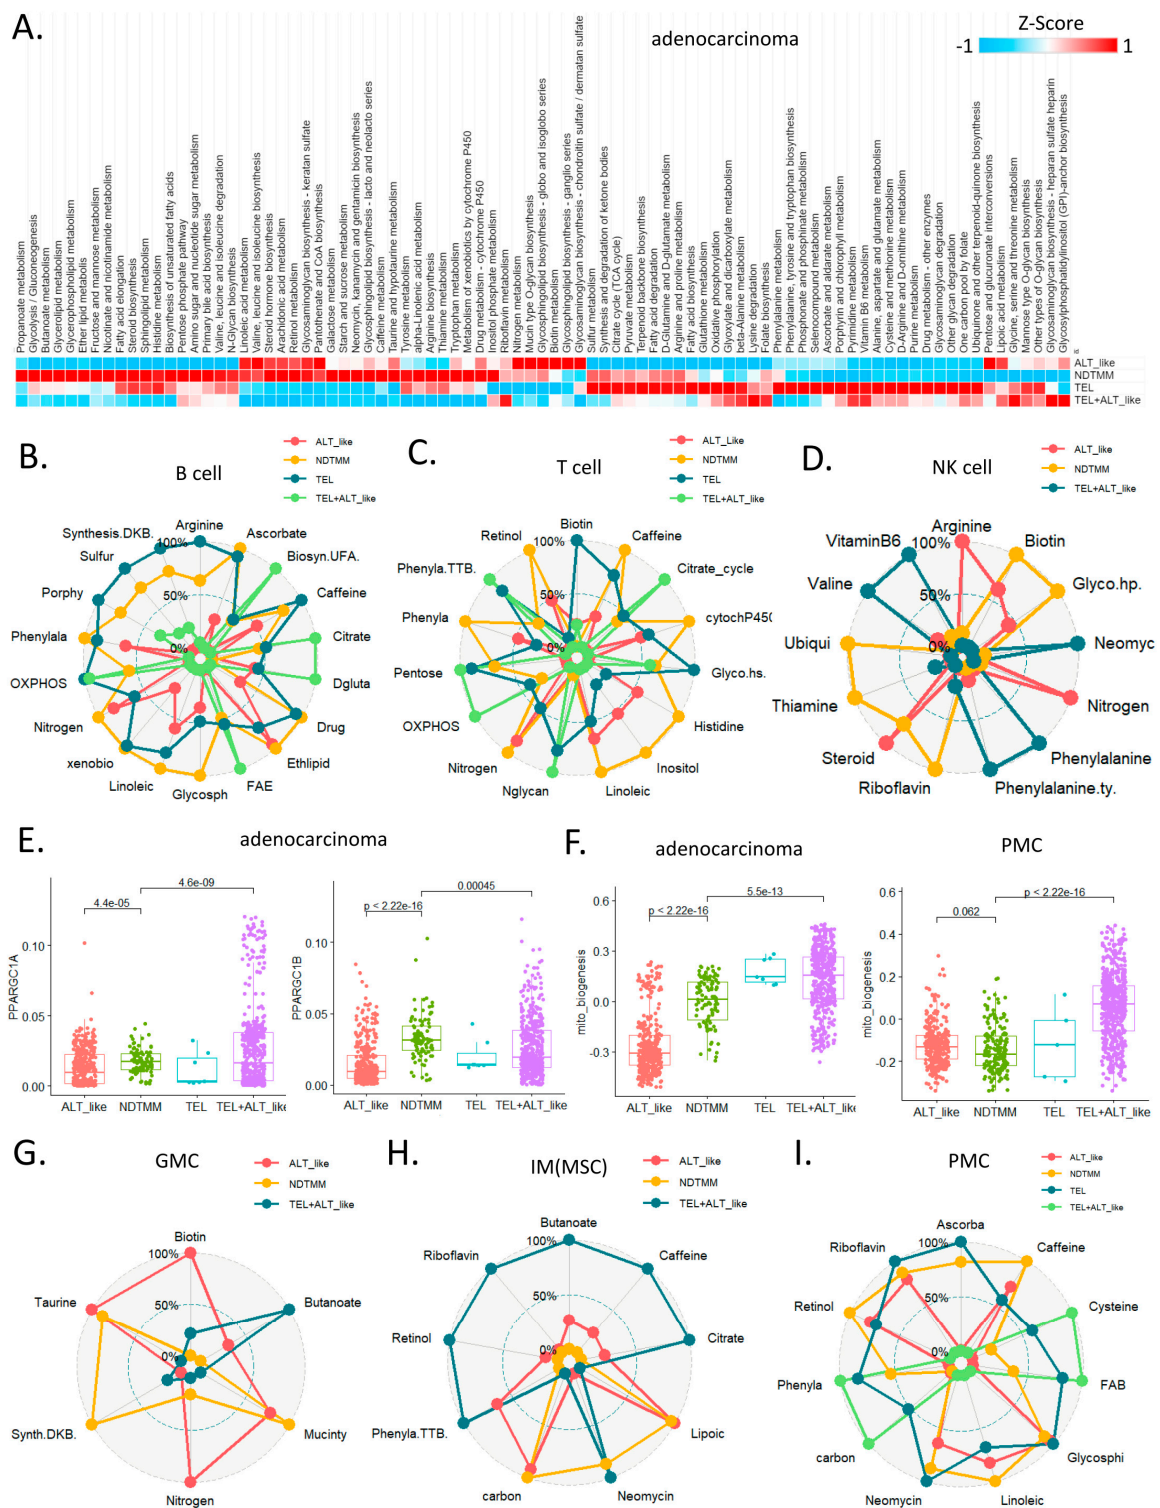 A.
adenocarcinoma
Z-Score
-1
1
Propanoate metabolism
Glycolysis / Gluconeogenesis
Butanoate metabolism
Glycerolipid metabolism
Glycerophospholipid metabolism
Ether lipid metabolism
Fructose and mannose metabolism
Nicotinate and nicotinamide metabolism
Fatty acid elongation
Steroid biosynthesis
Sphingolipid metabolism
Histidine metabolism
Biosynthesis of unsaturated fatty acids
Pentose phosphate pathway
Amino sugar and nucleotide sugar metabolism
Primary bile acid biosynthesis
Valine, leucine and isoleucine degradation
N-Glycan biosynthesis
Linoleic acid metabolism
Valine, leucine and isoleucine biosynthesis
Steroid hormone biosynthesis
Arachidonic acid metabolism
Retinol metabolism
Glycosaminoglycan biosynthesis - keratan sulfate
Pantothenate and CoA biosynthesis
Galactose metabolism
Starch and sucrose metabolism
Neomycin, kanamycin and gentamicin biosynthesis
Glycosphingolipid biosynthesis - lacto and neolacto series
Caffeine metabolism
Taurine and hypotaurine metabolism
Tyrosine metabolism
alpha-Linolenic acid metabolism
Arginine biosynthesis
Thiamine metabolism
Tryptophan metabolism
Metabolism of xenobiotics by cytochrome P450
Drug metabolism - cytochrome P450
Inositol phosphate metabolism
Riboflavin metabolism
Nitrogen metabolism
Mucin type O-glycan biosynthesis
Glycosphingolipid biosynthesis - globo and isoglobo series
Biotin metabolism
Glycosphingolipid biosynthesis - ganglio series
Glycosaminoglycan biosynthesis - chondroitin sulfate / dermatan sulfate
Sulfur metabolism
Synthesis and degradation of ketone bodies
Citrate cycle (TCA cycle)
Pyruvate metabolism
Terpenoid backbone biosynthesis
Fatty acid degradation
D-Glutamine and D-glutamate metabolism
Arginine and proline metabolism
Fatty acid biosynthesis
Glutathione metabolism
Oxidative phosphorylation
Glyoxylate and dicarboxylate metabolism
beta-Alanine metabolism
Lysine degradation
Folate biosynthesis
Phenylalanine metabolism
Phenylalanine, tyrosine and tryptophan biosynthesis
Phosphonate and phosphinate metabolism
Selenocompound metabolism
Ascorbate and aldarate metabolism
Porphyrin and chlorophyll metabolism
Pyrimidine metabolism
Vitamin B6 metabolism
Alanine, aspartate and glutamate metabolism
Cysteine and methionine metabolism
D-Arginine and D-ornithine metabolism
Purine metabolism
Drug metabolism - other enzymes
Glycosaminoglycan degradation
Other glycan degradation
One carbon pool by folate
Ubiquinone and other terpenoid-quinone biosynthesis
Pentose and glucuronate interconversions
Lipoic acid metabolism
Glycine, serine and threonine metabolism
Mannose type O-glycan biosynthesis
Other types of O-glycan biosynthesis
Glycosaminoglycan biosynthesis - heparan sulfate heparin
Glycosylphosphatidylinositol (GPI)-anchor biosynthesis
ALT_like
NDTMM
TEL
TEL+ALT_like
B.
B cell
ALT_like
NDTMM
TEL
TEL+ALT_like
Arginine
Ascorbate
Biosyn.UFA.
Caffeine
Citrate
Dgluta
Drug
Ethlipid
FAE
Glycosph
Linoleic
xenobio
Nitrogen
OXPHOS
Phenylala
Porphy
Sulfur
Synthesis.DKB.
100%
50%
0%
C.
T cell
ALT_Like
NDTMM
TEL
TEL+ALT_like
Biotin
Caffeine
Citrate_cycle
cytochP450
Glyco.hs.
Histidine
Inositol
Linoleic
Nglycan
Nitrogen
OXPHOS
Pentose
Phenyla
Phenyla.TTB.
Retinol
100%
50%
0%
D.
NK cell
ALT_like
NDTMM
TEL+ALT_like
Arginine
Biotin
Glyco.hp.
Neomyc
Nitrogen
Phenylalanine
Phenylalanine.ty.
Riboflavin
Steroid
Thiamine
Ubiqui
Valine
VitaminB6
100%
50%
0%
E.
adenocarcinoma
PPARGC1A
0.10
0.05
0.00
4.4e-05
4.6e-09
ALT_like NDTMM TEL TEL+ALT_like
PPARGC1B
0.10
0.05
0.00
p < 2.22e-16
0.00045
ALT_like NDTMM TEL TEL+ALT_like
F.
adenocarcinoma
mito_biogenesis
0.6
0.3
0.0
-0.3
p < 2.22e-16
5.5e-13
ALT_like NDTMM TEL TEL+ALT_like
PMC
mito_biogenesis
0.6
0.4
0.2
0.0
-0.2
0.062
p < 2.22e-16
ALT_like NDTMM TEL TEL+ALT_like
G.
GMC
ALT_like
NDTMM
TEL+ALT_like
Biotin
Butanoate
Mucinty
Nitrogen
Synth.DKB.
Taurine
100%
50%
0%
H.
IM(MSC)
ALT_like
NDTMM
TEL+ALT_like
Butanoate
Caffeine
Citrate
Lipoic
Neomycin
carbon
Phenyla.TTB.
Retinol
Riboflavin
100%
50%
0%
I.
PMC
ALT_like
NDTMM
TEL
TEL+ALT_like
Ascorba
Caffeine
Cysteine
FAB
Glycosphi
Linoleic
Neomycin
carbon
Phenyla
Retinol
Riboflavin
100%
50%
0%